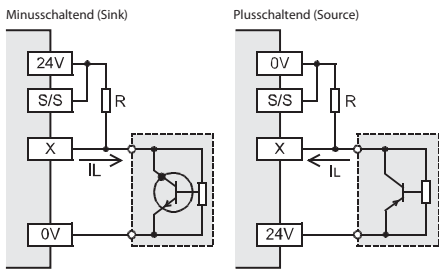 Minusschaltend (Sink)
24V
S/S
R
X
IL
0V
Plusschaltend (Source)
0V
S/S
R
X
IL
24V